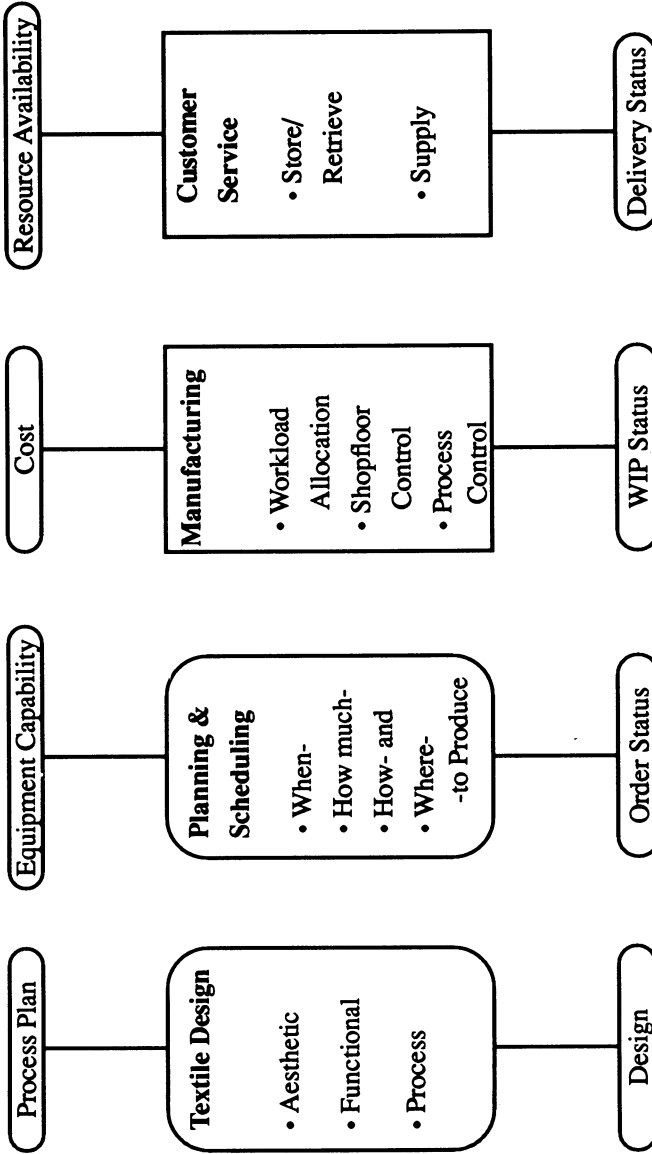 Process Plan
Equipment Capability
Cost
Resource Availability
Textile Design
• Aesthetic
• Functional
• Process
Planning &
Scheduling
• When-
• How much-
• How- and
• Where-
-to Produce
Manufacturing
• Workload
Allocation
• Shopfloor
Control
• Process
Control
Customer
Service
• Store/
Retrieve
• Supply
Design
Order Status
WIP Status
Delivery Status